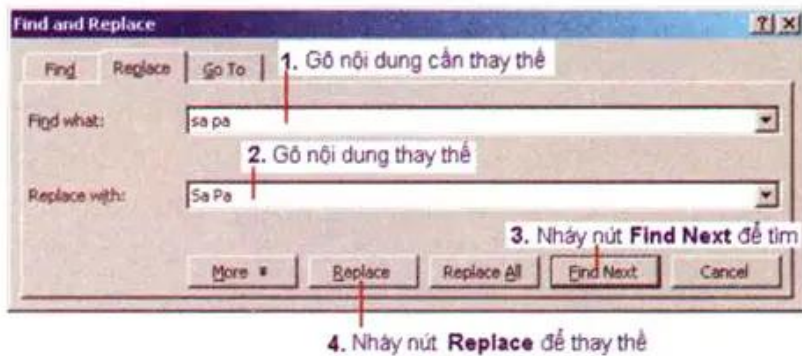 Find and Replace
Find Replace Go To
1. Gõ nội dung cần thay thế
Find what: sa pa
2. Gõ nội dung thay thế
Replace with: Sa Pa
3. Nháy nút Find Next để tìm
More Replace Replace All Find Next Cancel
4. Nháy nút Replace để thay thế